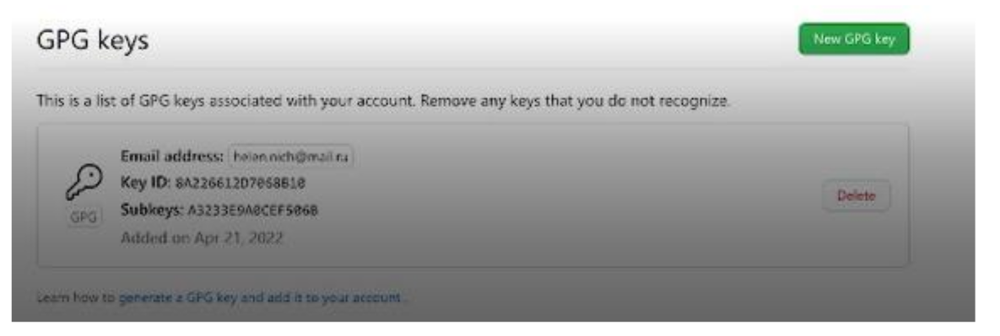 GPG keys
New GPG key
This is a list of GPG keys associated with your account. Remove any keys that you do not recognize.
Email address: helen.nich@mail.ru
Key ID: 8A226612D7068B10
Subkeys: A3233E9A0CEF506B
GPG
Added on Apr 21, 2022
Delete
Learn how to generate a GPG key and add it to your account.